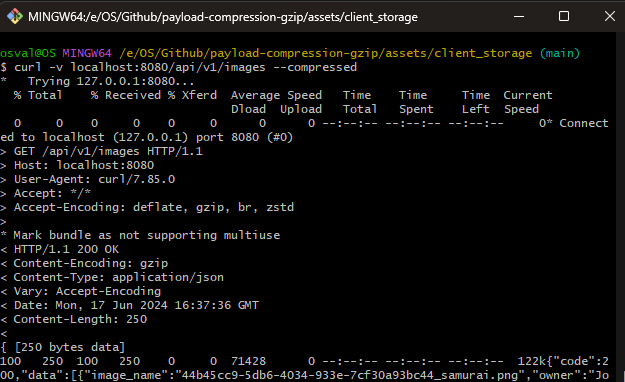 MINGW64:/e/OS/Github/payload-compression-gzip/assets/client_storage
osval@OS MINGW64 /e/OS/Github/payload-compression-gzip/assets/client_storage (main)
$ curl -v localhost:8080/api/v1/images --compressed
*   Trying 127.0.0.1:8080...
  % Total    % Received % Xferd  Average Speed   Time    Time     Time  Current
                                 Dload  Upload   Total   Spent    Left  Speed
  0     0    0     0    0     0      0      0 --:--:-- --:--:-- --:--:--     0* Connect
ed to localhost (127.0.0.1) port 8080 (#0)
> GET /api/v1/images HTTP/1.1
> Host: localhost:8080
> User-Agent: curl/7.85.0
> Accept: */*
> Accept-Encoding: deflate, gzip, br, zstd
>
* Mark bundle as not supporting multiuse
< HTTP/1.1 200 OK
< Content-Encoding: gzip
< Content-Type: application/json
< Vary: Accept-Encoding
< Date: Mon, 17 Jun 2024 16:37:36 GMT
< Content-Length: 250
<
{ [250 bytes data]
100   250  100   250    0     0  71428      0 --:--:-- --:--:-- --:--:--  122k{"code":2
00,"data":[{"image_name":"44b45cc9-5db6-4034-933e-7cf30a93bc44_samurai.png","owner":"Jo